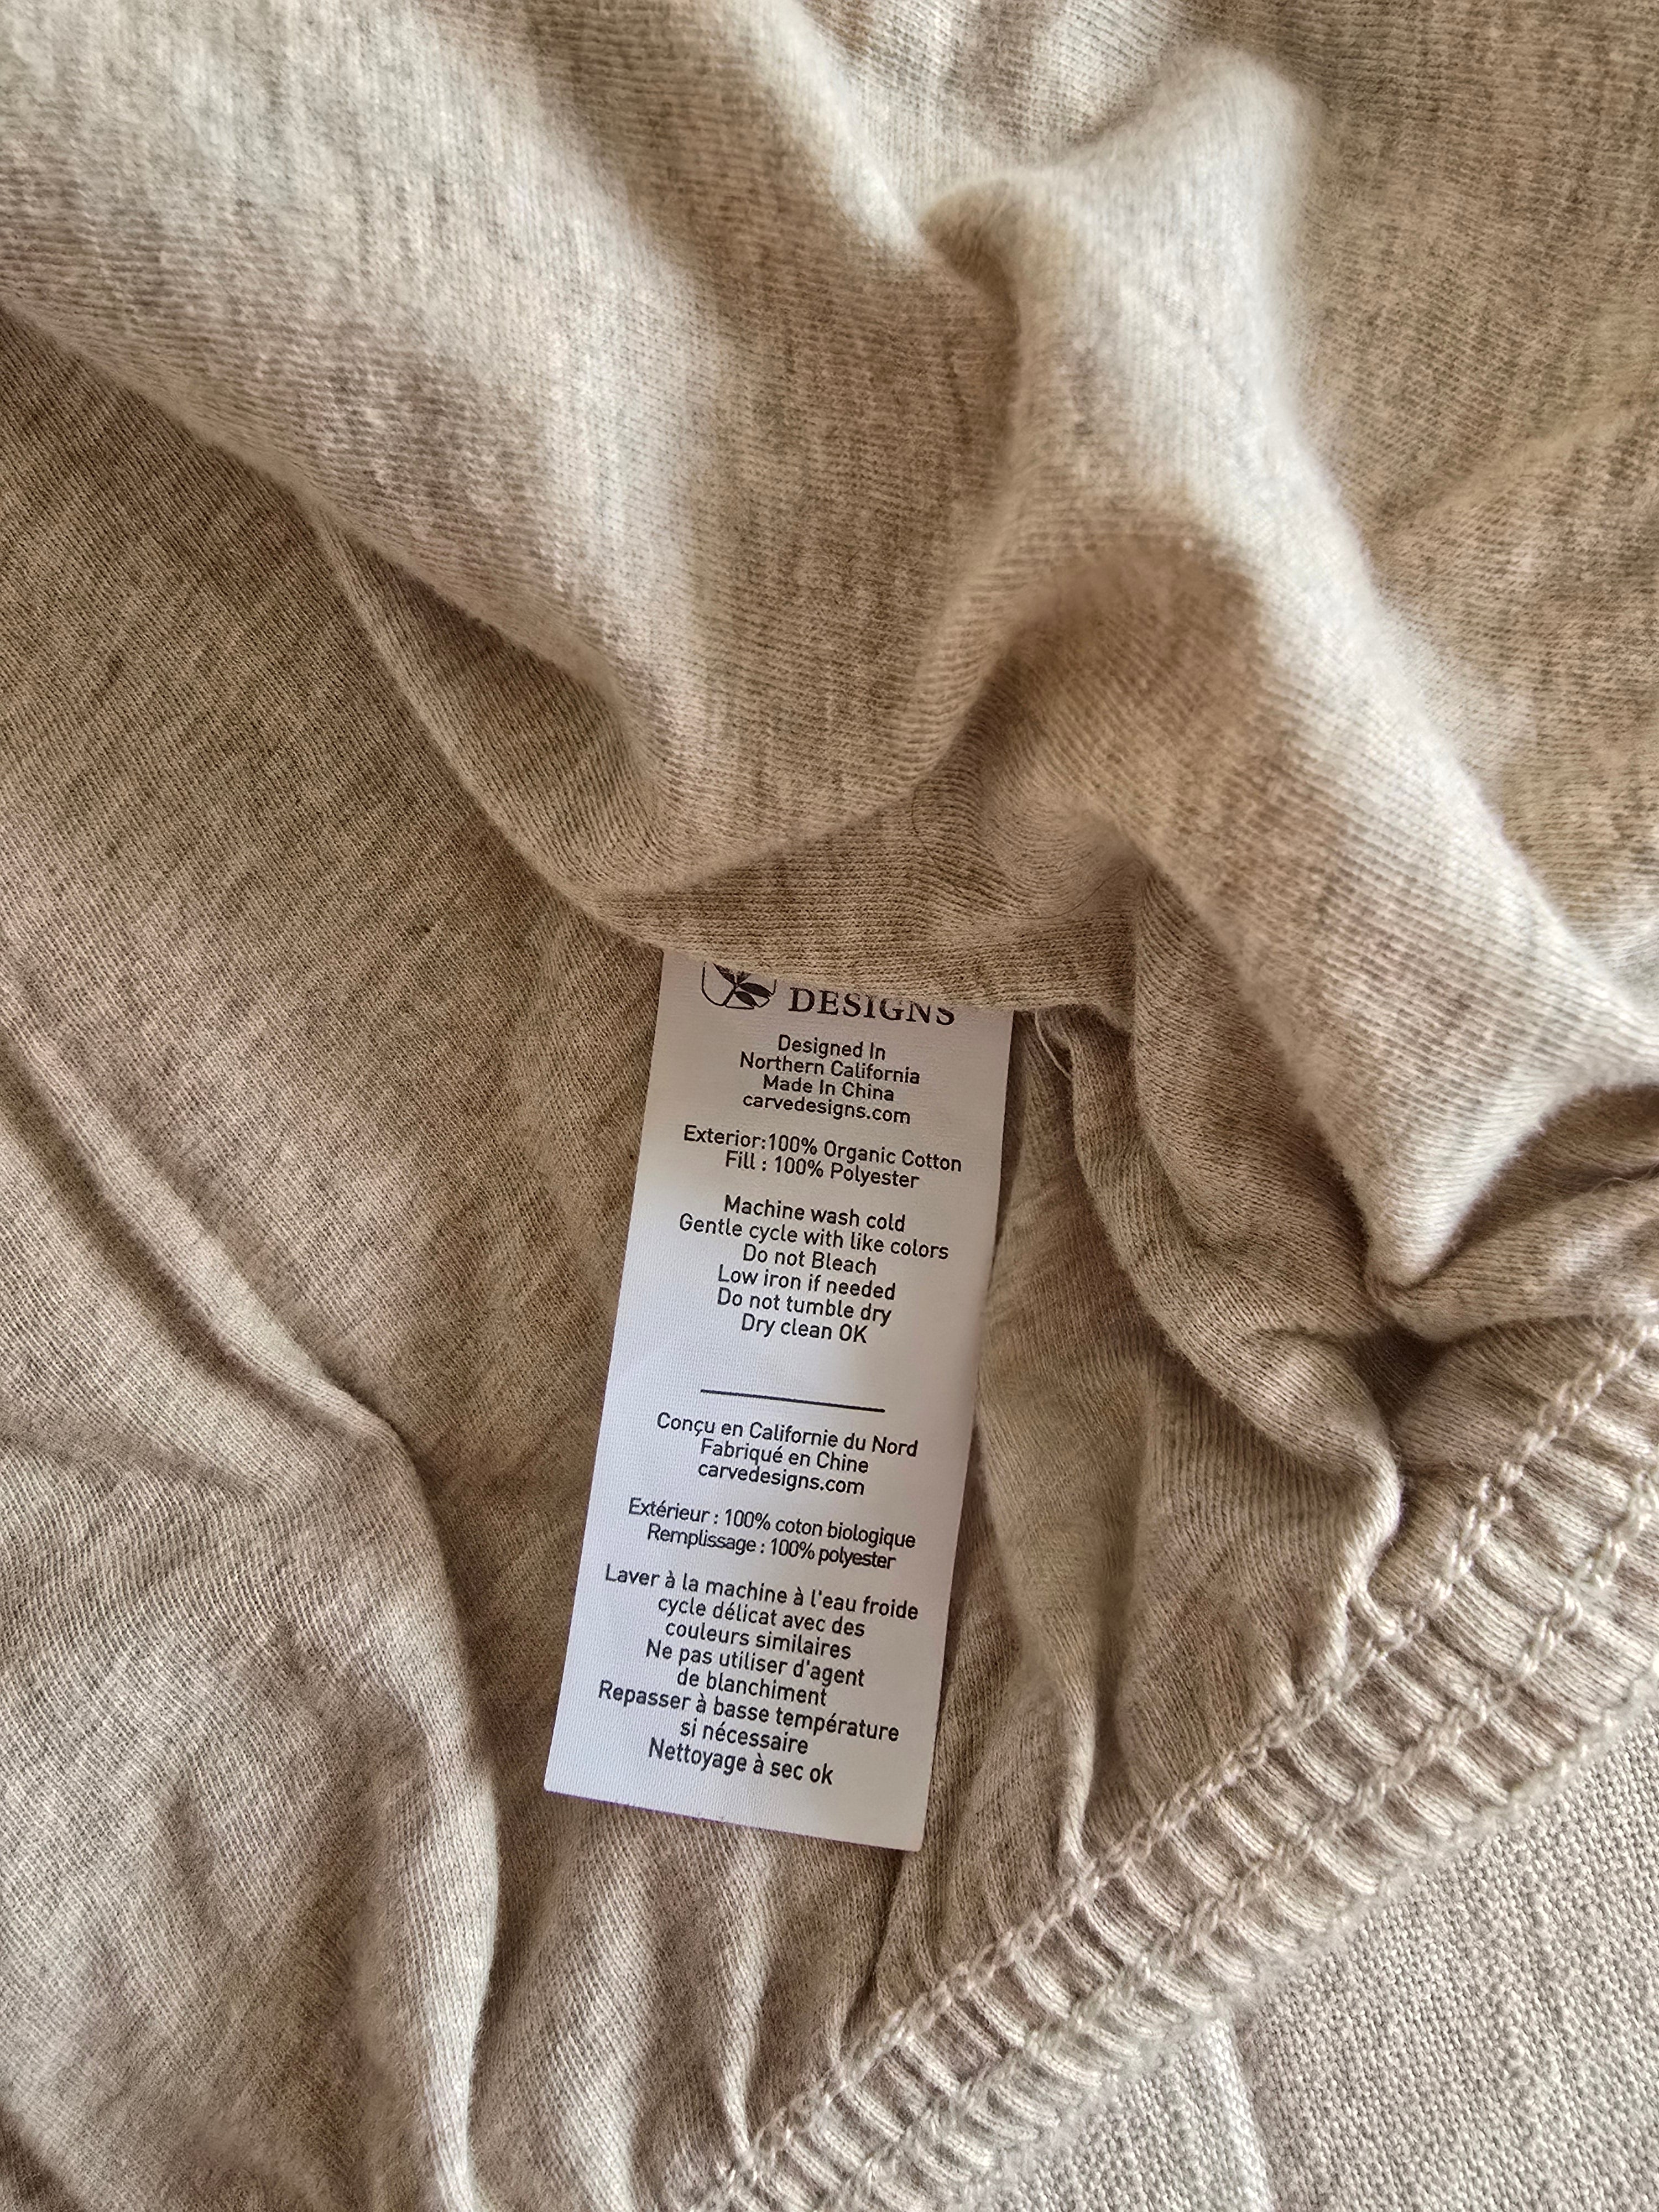 DESIGNS
Designed In
Northern California
Made In China
carvedesigns.com
Exterior:100% Organic Cotton
Fill : 100% Polyester
Machine wash cold
Gentle cycle with like colors
Do not Bleach
Low iron if needed
Do not tumble dry
Dry clean OK
Conçu en Californie du Nord
Fabriqué en Chine
carvedesigns.com
Extérieur : 100% coton biologique
Remplissage : 100% polyester
Laver à la machine à l'eau froide
cycle délicat avec des
couleurs similaires
Ne pas utiliser d'agent
de blanchiment
Repasser à basse température
si nécessaire
Nettoyage à sec ok